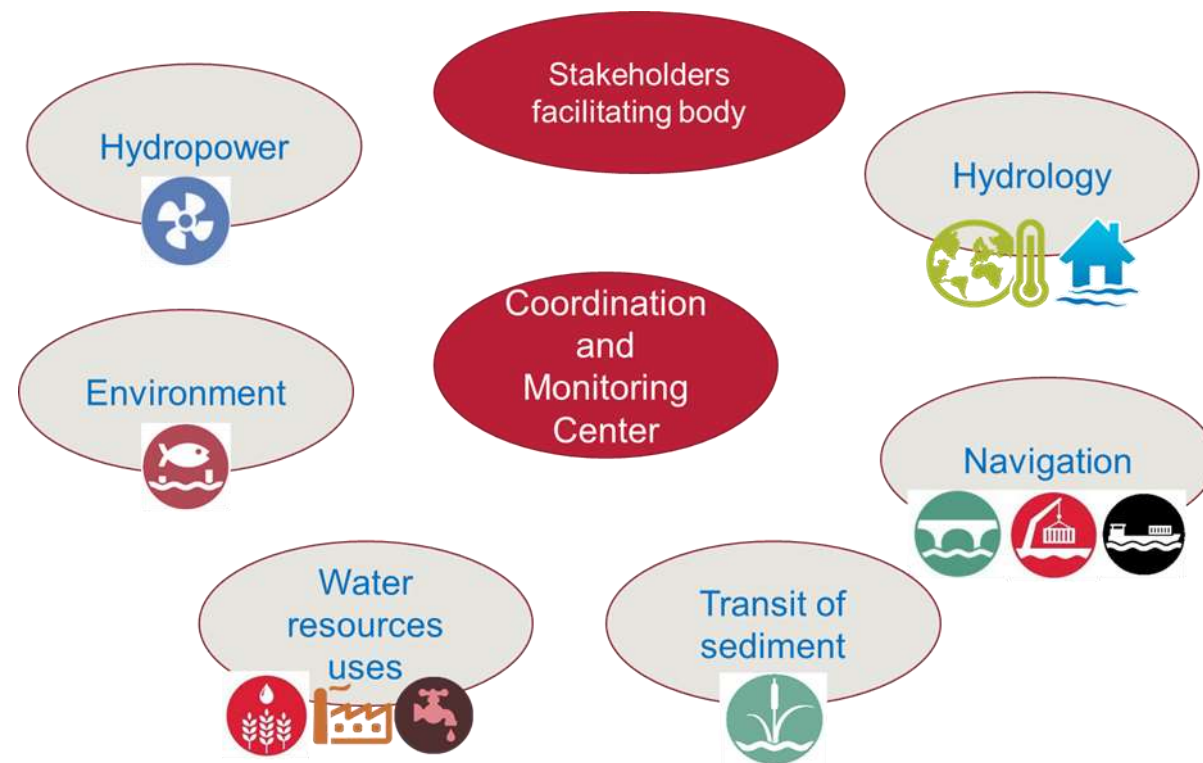 Stakeholders
facilitating body
Hydropower
Hydrology
Coordination
and
Monitoring
Center
Environment
Navigation
Water
resources
uses
Transit of
sediment